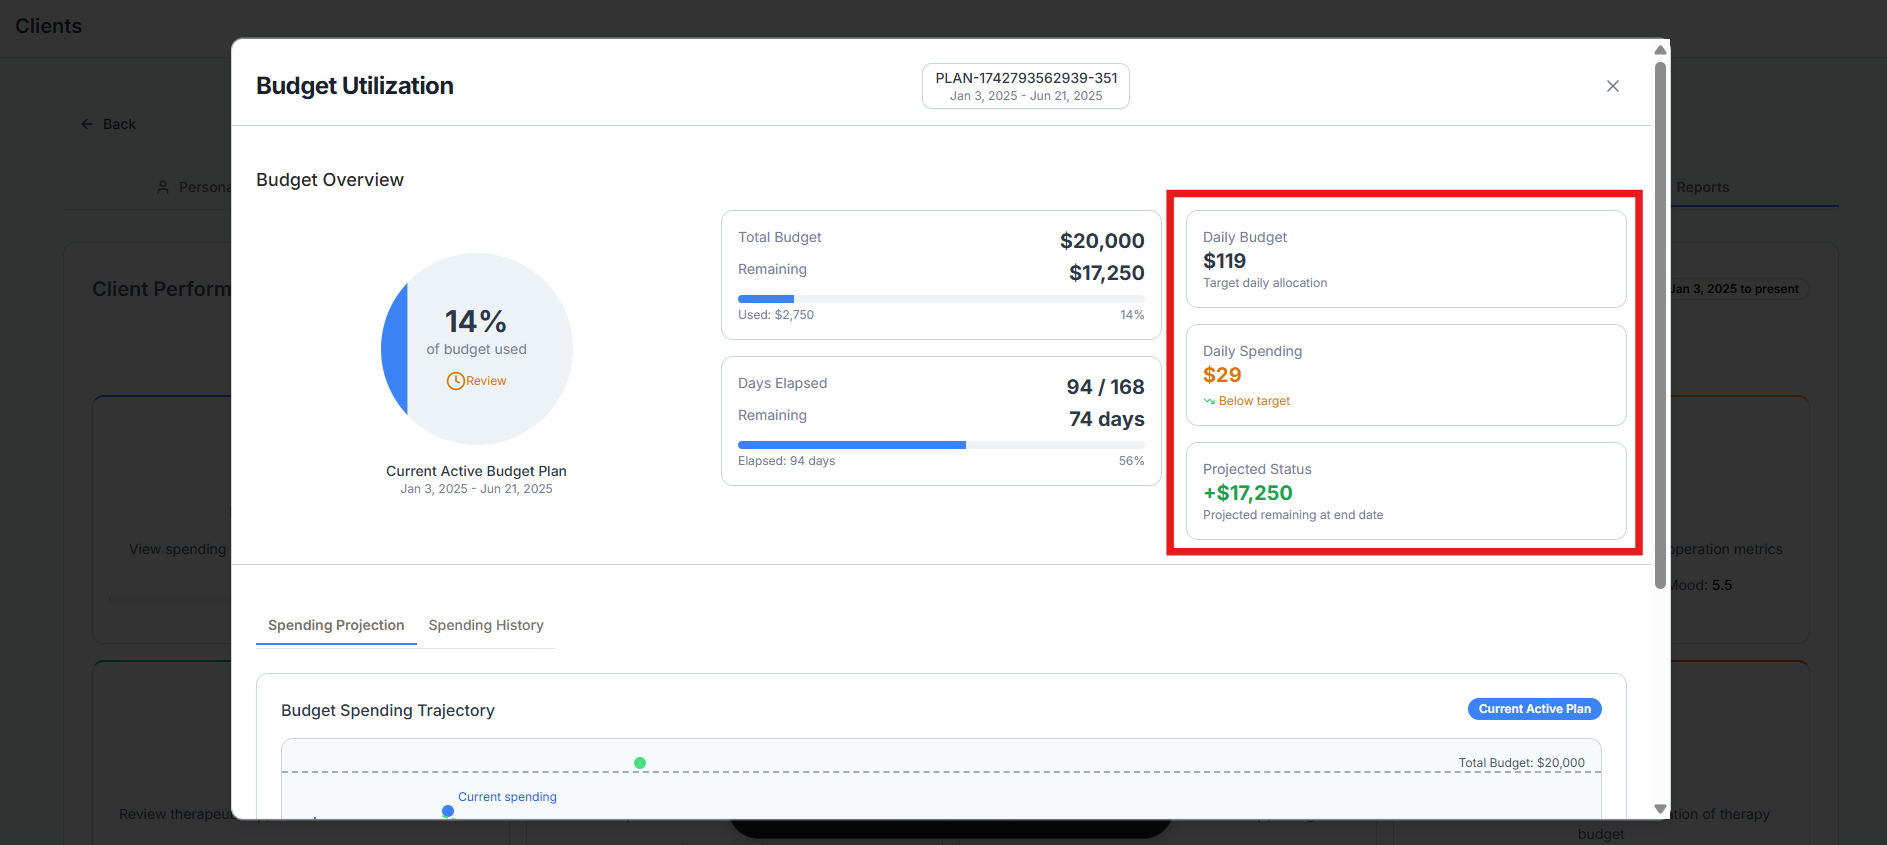 Clients
Budget Utilization
PLAN-1742793562939-351
Jan 3, 2025 - Jun 21, 2025
Back
Reports
Budget Overview
14%
of budget used
Review
Current Active Budget Plan
Jan 3, 2025 - Jun 21, 2025
Total Budget
$20,000
Remaining
$17,250
Used: $2,750
14%
Days Elapsed
94 / 168
Remaining
74 days
Elapsed: 94 days
56%
Daily Budget
$119
Target daily allocation
Daily Spending
$29
Below target
Projected Status
+$17,250
Projected remaining at end date
Client Perform
Jan 3, 2025 to present
View spending
operation metrics
Mood: 5.5
Spending Projection
Spending History
Budget Spending Trajectory
Current Active Plan
Total Budget: $20,000
Current spending
Review
of therapy
budget